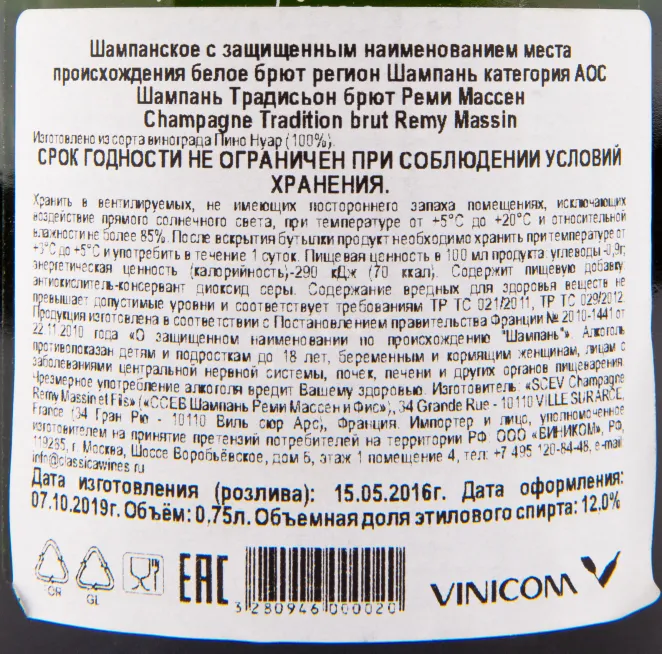 Шампанское с защищенным наименованием места
происхождения белое брют регион Шампань категория AOC
Шампань Традисьон брют Реми Массен
Champagne Tradition brut Remy Massin
Изготовлено из сорта винограда Пино Нуар (100%).
СРОК ГОДНОСТИ НЕ ОГРАНИЧЕН ПРИ СОБЛЮДЕНИИ УСЛОВИЙ
ХРАНЕНИЯ.
Хранить в вентилируемых, не имеющих постороннего запаха помещениях, исключающих
воздействие прямого солнечного света, при температуре от +5°С до +20°С и относительной
влажности не более 85%. После вскрытия бутылки продукт необходимо хранить при температуре от
+3°С до +5°С и употребить в течение 1 суток. Пищевая ценность в 100 мл продукта: углеводы -0,9г;
энергетическая ценность (калорийность)-290 кДж (70 ккал). Содержит пищевую добавку
антиокислитель-консервант диоксид серы. Содержание вредных для здоровья веществ не
превышает допустимые уровни и соответствует требованиям ТР ТС 021/2011, ТР ТС 029/2012.
Продукция изготовлена в соответствии с Постановлением правительства Франции № 2010-1441 от
22.11.2010 года «О защищенном наименовании по происхождению "Шампань"». Алкоголь
противопоказан детям и подросткам до 18 лет, беременным и кормящим женщинам, лицам с
заболеваниями центральной нервной системы, почек, печени и других органов пищеварения.
Чрезмерное употребление алкоголя вредит Вашему здоровью. Изготовитель: «SCEV Champagne
Remy Massin et Fils» («ССЕВ Шампань Реми Массен и Фис»), 34 Grande Rue - 10110 VILLE SUR ARCE,
France (34 Гран Рю - 10110 Виль сюр Арс), Франция. Импортер и лицо, уполномоченное
изготовителем на принятие претензий потребителей на территории РФ: ООО «ВИНИКОМ», РФ,
119235, г. Москва, Шоссе Воробьёвское, дом 6, этаж 1 помещение 4, тел: +7 495 120-84-48, e-mail:
info@classicawines.ru
Дата изготовления (розлива): 15.05.2016г. Дата оформления:
07.10.2019г. Объём: 0,75л. Объемная доля этилового спирта: 12.0%
EAC
VINICOM
OR GL
3 280946 000020